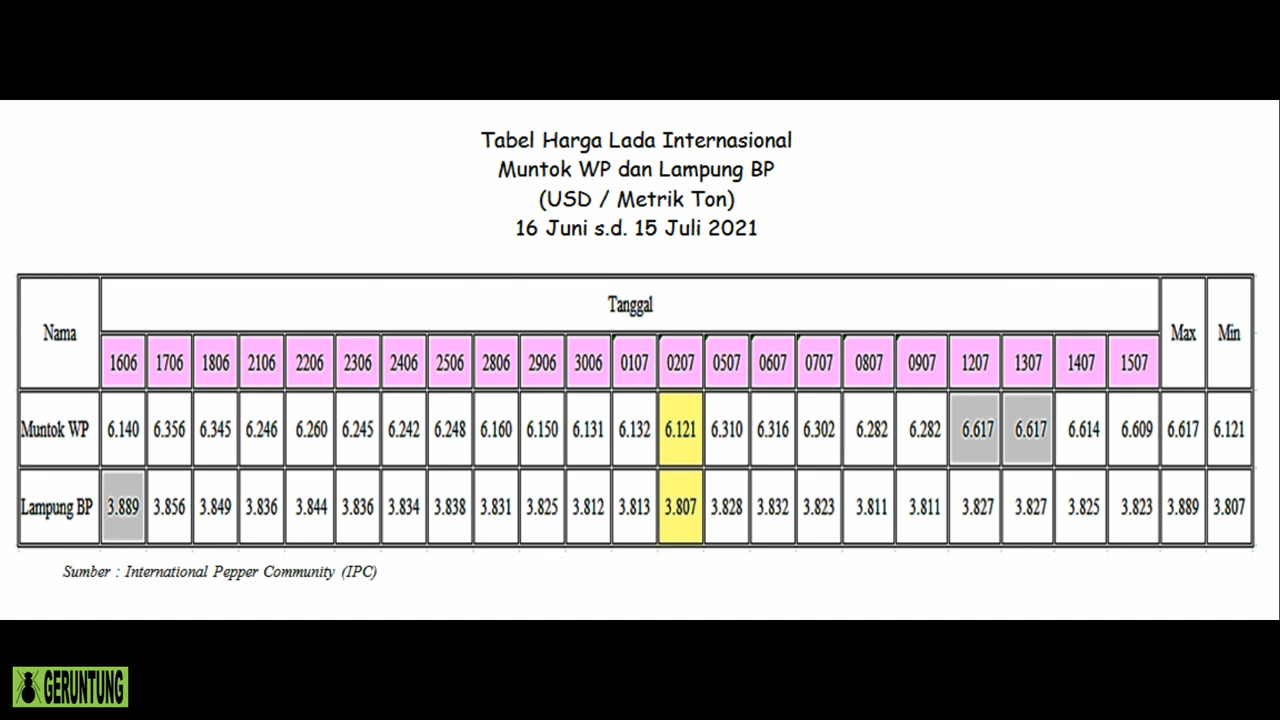 Tabel Harga Lada Internasional
Muntok WP dan Lampung BP
(USD / Metrik Ton)
16 Juni s.d. 15 Juli 2021
Nama Tanggal Max Min
1606 1706 1806 2106 2206 2306 2406 2506 2806 2906 3006 0107 0207 0507 0607 0707 0807 0907 1207 1307 1407 1507
Muntok WP 6.140 6.356 6.345 6.246 6.260 6.245 6.242 6.248 6.160 6.150 6.131 6.132 6.121 6.310 6.316 6.302 6.282 6.282 6.617 6.617 6.614 6.609 6.617 6.121
Lampung BP 3.889 3.856 3.849 3.836 3.844 3.836 3.834 3.838 3.831 3.825 3.812 3.813 3.807 3.828 3.832 3.823 3.811 3.811 3.827 3.827 3.825 3.823 3.889 3.807
Sumber : International Pepper Community (IPC)
GERUNTUNG